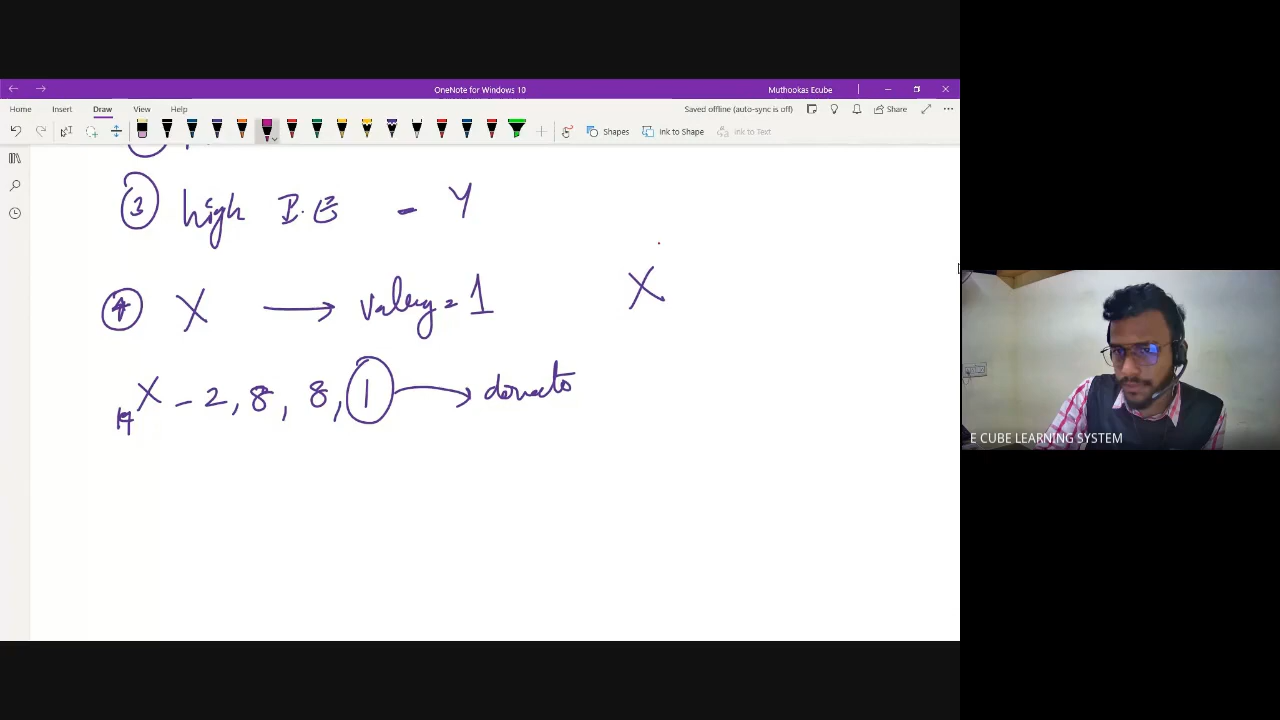 OneNote for Windows 10
Muthookas Ecube
Home Insert Draw View Help
Saved offline (auto-sync is off)
Share
Shapes
Ink to Shape
Ink to Text
3 high I.E - Y
4 X → Valency = 1 X
19 X - 2, 8, 8, 1 → donate
E CUBE LEARNING SYSTEM